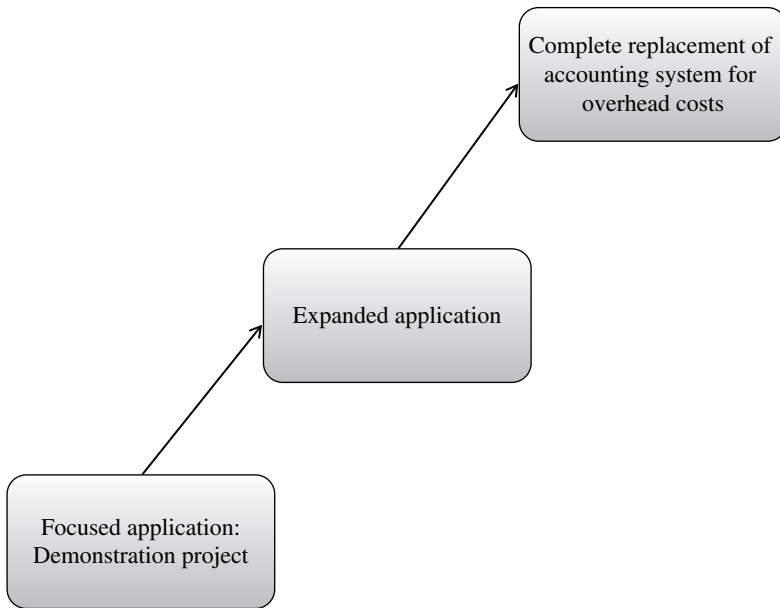 Complete replacement of
accounting system for
overhead costs
Expanded application
Focused application:
Demonstration project